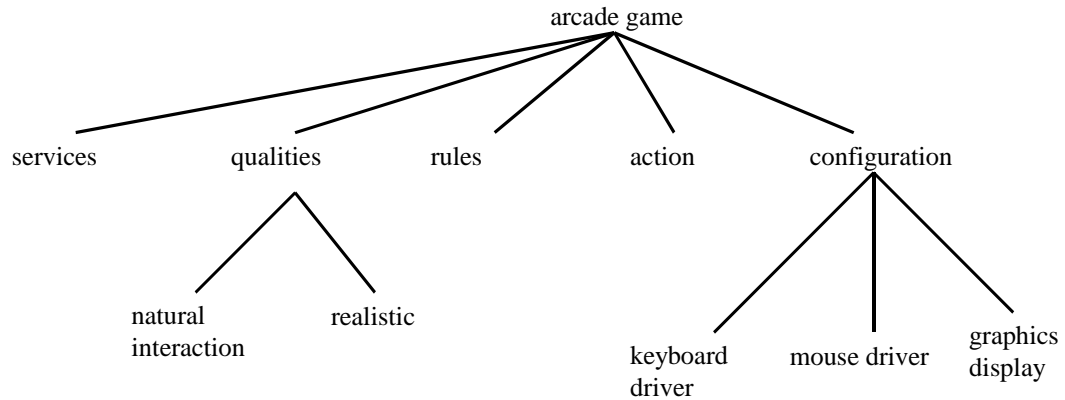 arcade game
services
qualities
rules
action
configuration
natural
interaction
realistic
keyboard
driver
mouse driver
graphics
display